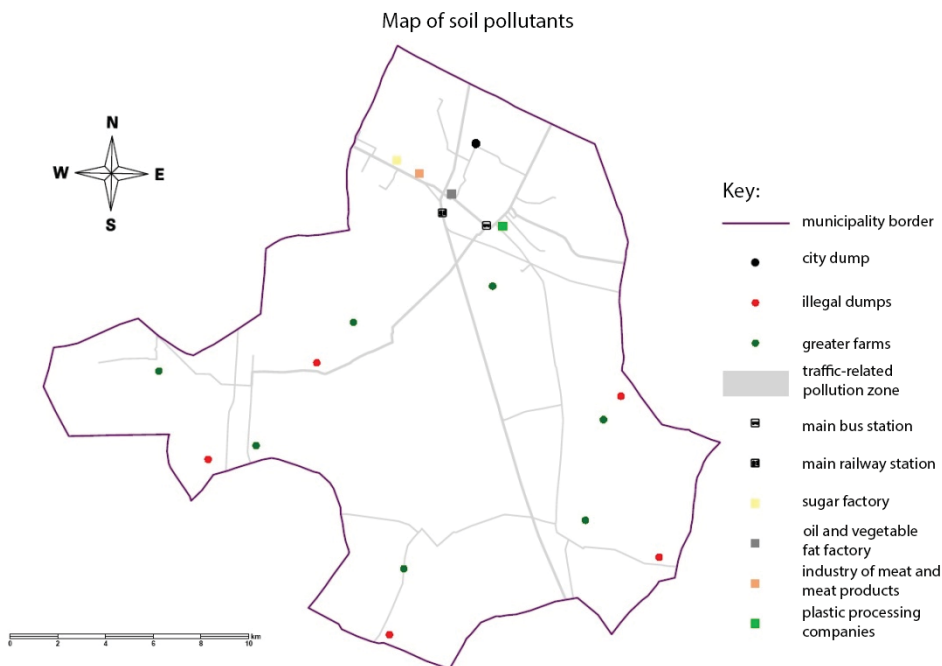 Map of soil pollutants
N
W E
S
Key:
municipality border
city dump
illegal dumps
greater farms
traffic-related
pollution zone
main bus station
main railway station
sugar factory
oil and vegetable
fat factory
industry of meat and
meat products
plastic processing
companies
km
0 2 4 6 8 10